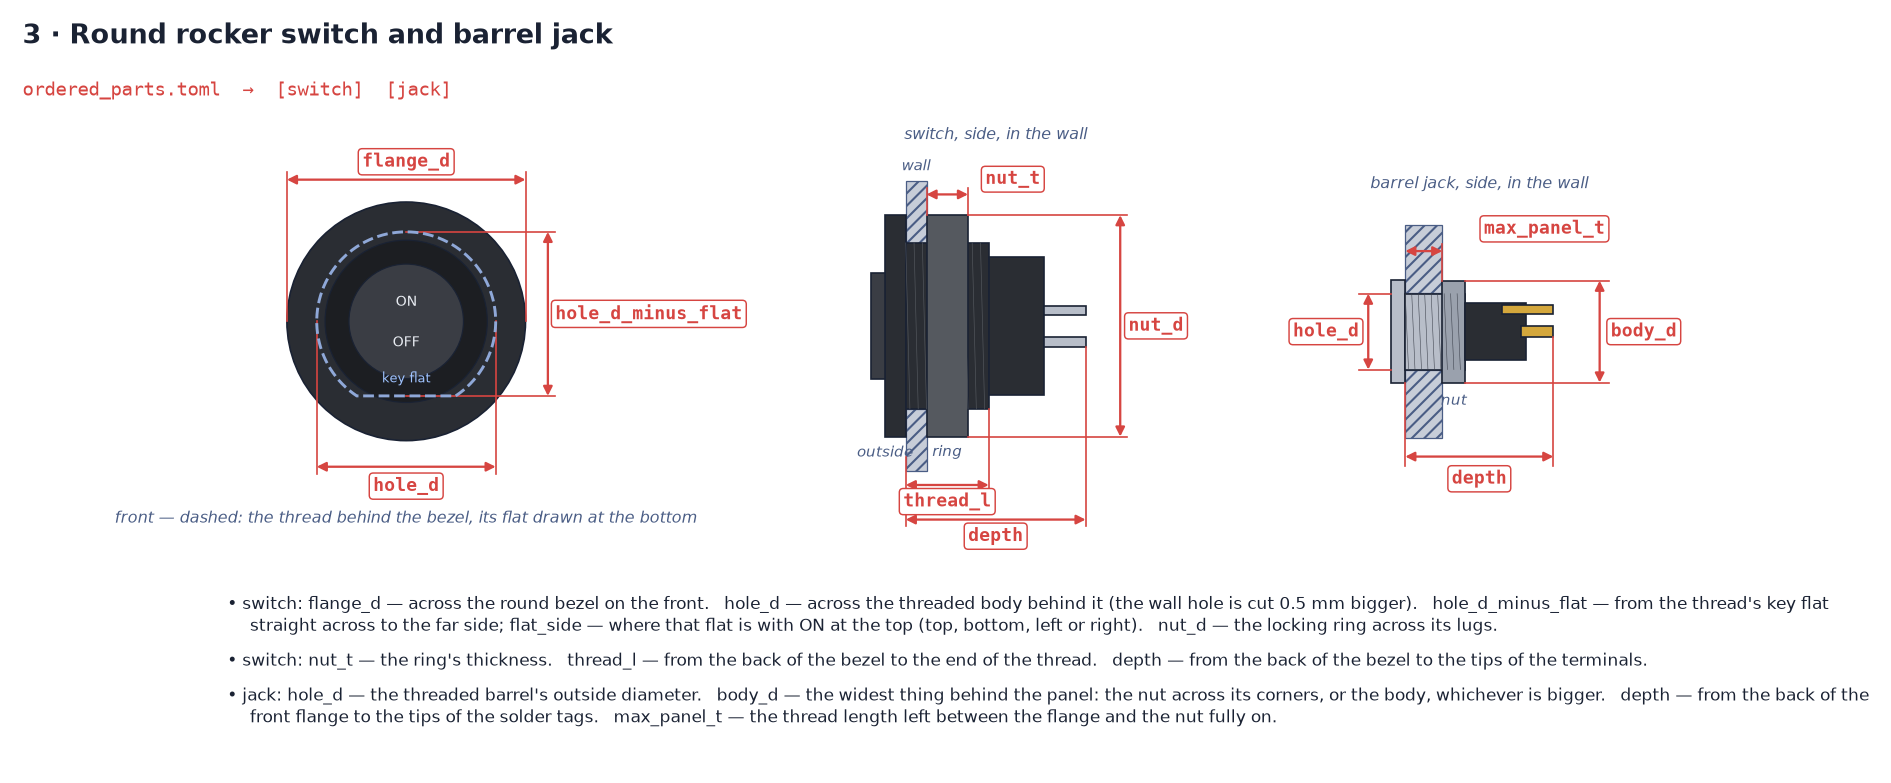 3 · Round rocker switch and barrel jack
ordered_parts.toml → [switch] [jack]
flange_d
ON
OFF
key flat
hole_d_minus_flat
hole_d
front — dashed: the thread behind the bezel, its flat drawn at the bottom
switch, side, in the wall
wall
nut_t
nut_d
outside
ring
thread_l
depth
barrel jack, side, in the wall
max_panel_t
hole_d
body_d
nut
depth
• switch: flange_d — across the round bezel on the front. hole_d — across the threaded body behind it (the wall hole is cut 0.5 mm bigger). hole_d_minus_flat — from the thread's key flat
straight across to the far side; flat_side — where that flat is with ON at the top (top, bottom, left or right). nut_d — the locking ring across its lugs.
• switch: nut_t — the ring's thickness. thread_l — from the back of the bezel to the end of the thread. depth — from the back of the bezel to the tips of the terminals.
• jack: hole_d — the threaded barrel's outside diameter. body_d — the widest thing behind the panel: the nut across its corners, or the body, whichever is bigger. depth — from the back of the
front flange to the tips of the solder tags. max_panel_t — the thread length left between the flange and the nut fully on.